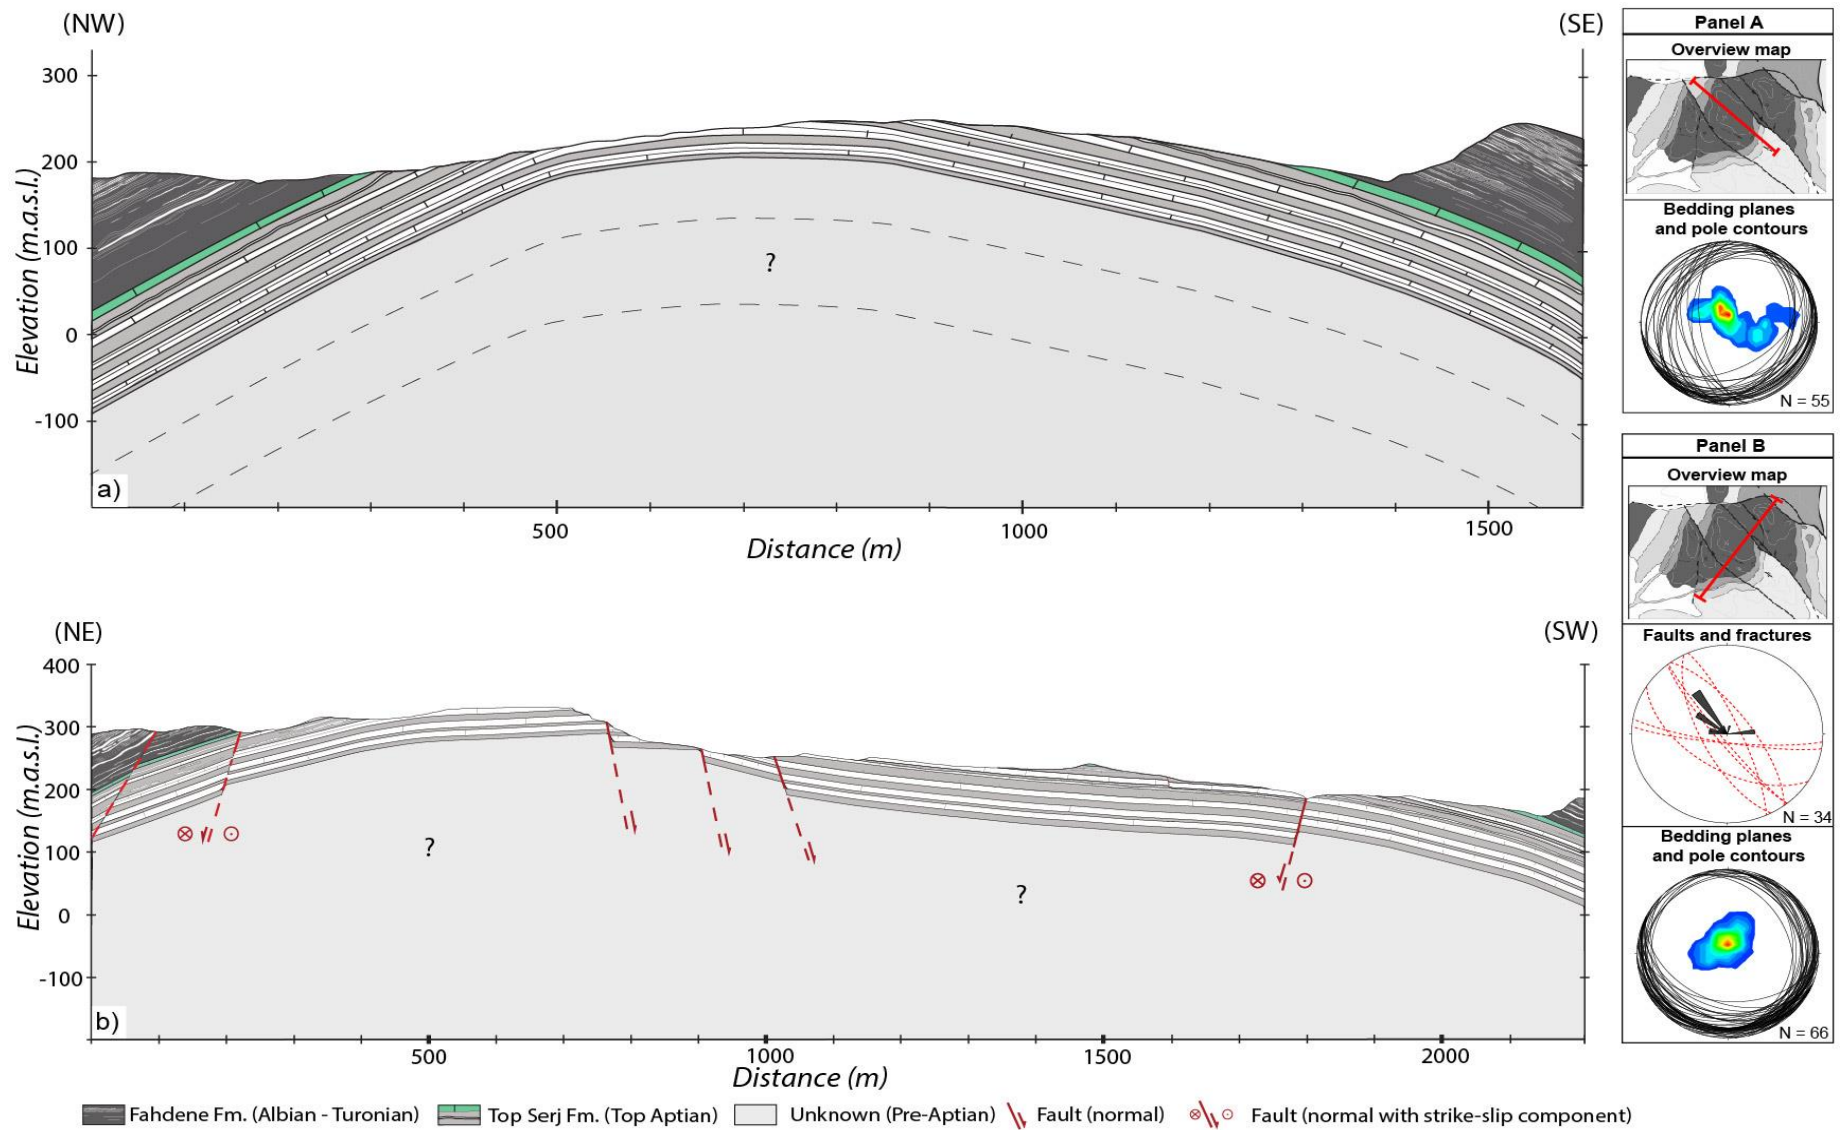 (NW)
(SE)
300
200
100
0
-100
Elevation (m.a.s.l.)
?
a)
500
1000
1500
Distance (m)
Panel A
Overview map
Bedding planes
and pole contours
N = 55
(NE)
(SW)
400
300
200
100
0
-100
Elevation (m.a.s.l.)
?
?
b)
500
1000
1500
2000
Distance (m)
Panel B
Overview map
Faults and fractures
N = 34
Bedding planes
and pole contours
N = 66
Fahdene Fm. (Albian - Turonian)
Top Serj Fm. (Top Aptian)
Unknown (Pre-Aptian)
Fault (normal)
Fault (normal with strike-slip component)